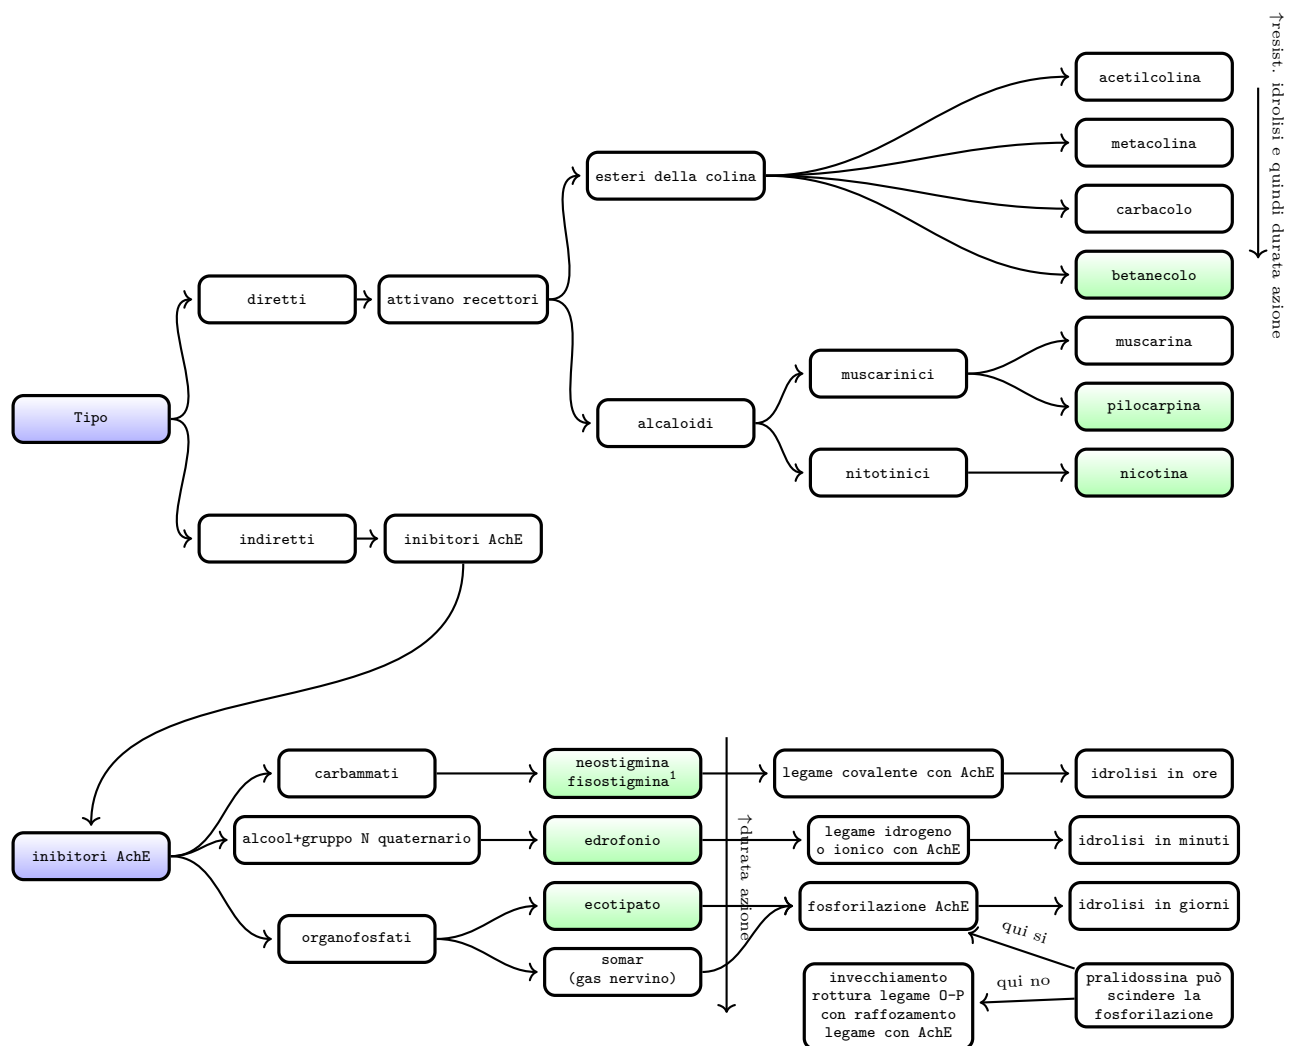 ↑resist. idrolisi e quindi durata azione
acetilcolina
metacolina
esteri della colina
carbacolo
betanecolo
diretti
attivano recettori
muscarina
muscarinici
pilocarpina
Tipo
alcaloidi
nitotinici
nicotina
indiretti
inibitori AchE
carbammati
neostigmina
fisostigmina1
legame covalente con AchE
idrolisi in ore
inibitori AchE
alcool+gruppo N quaternario
edrofonio
↑durata azione
legame idrogeno
o ionico con AchE
idrolisi in minuti
ecotipato
fosforilazione AchE
idrolisi in giorni
organofosfati
qui si
somar
(gas nervino)
invecchiamento
rottura legame O-P
con raffozamento
legame con AchE
qui no
pralidossina può
scindere la
fosforilazione